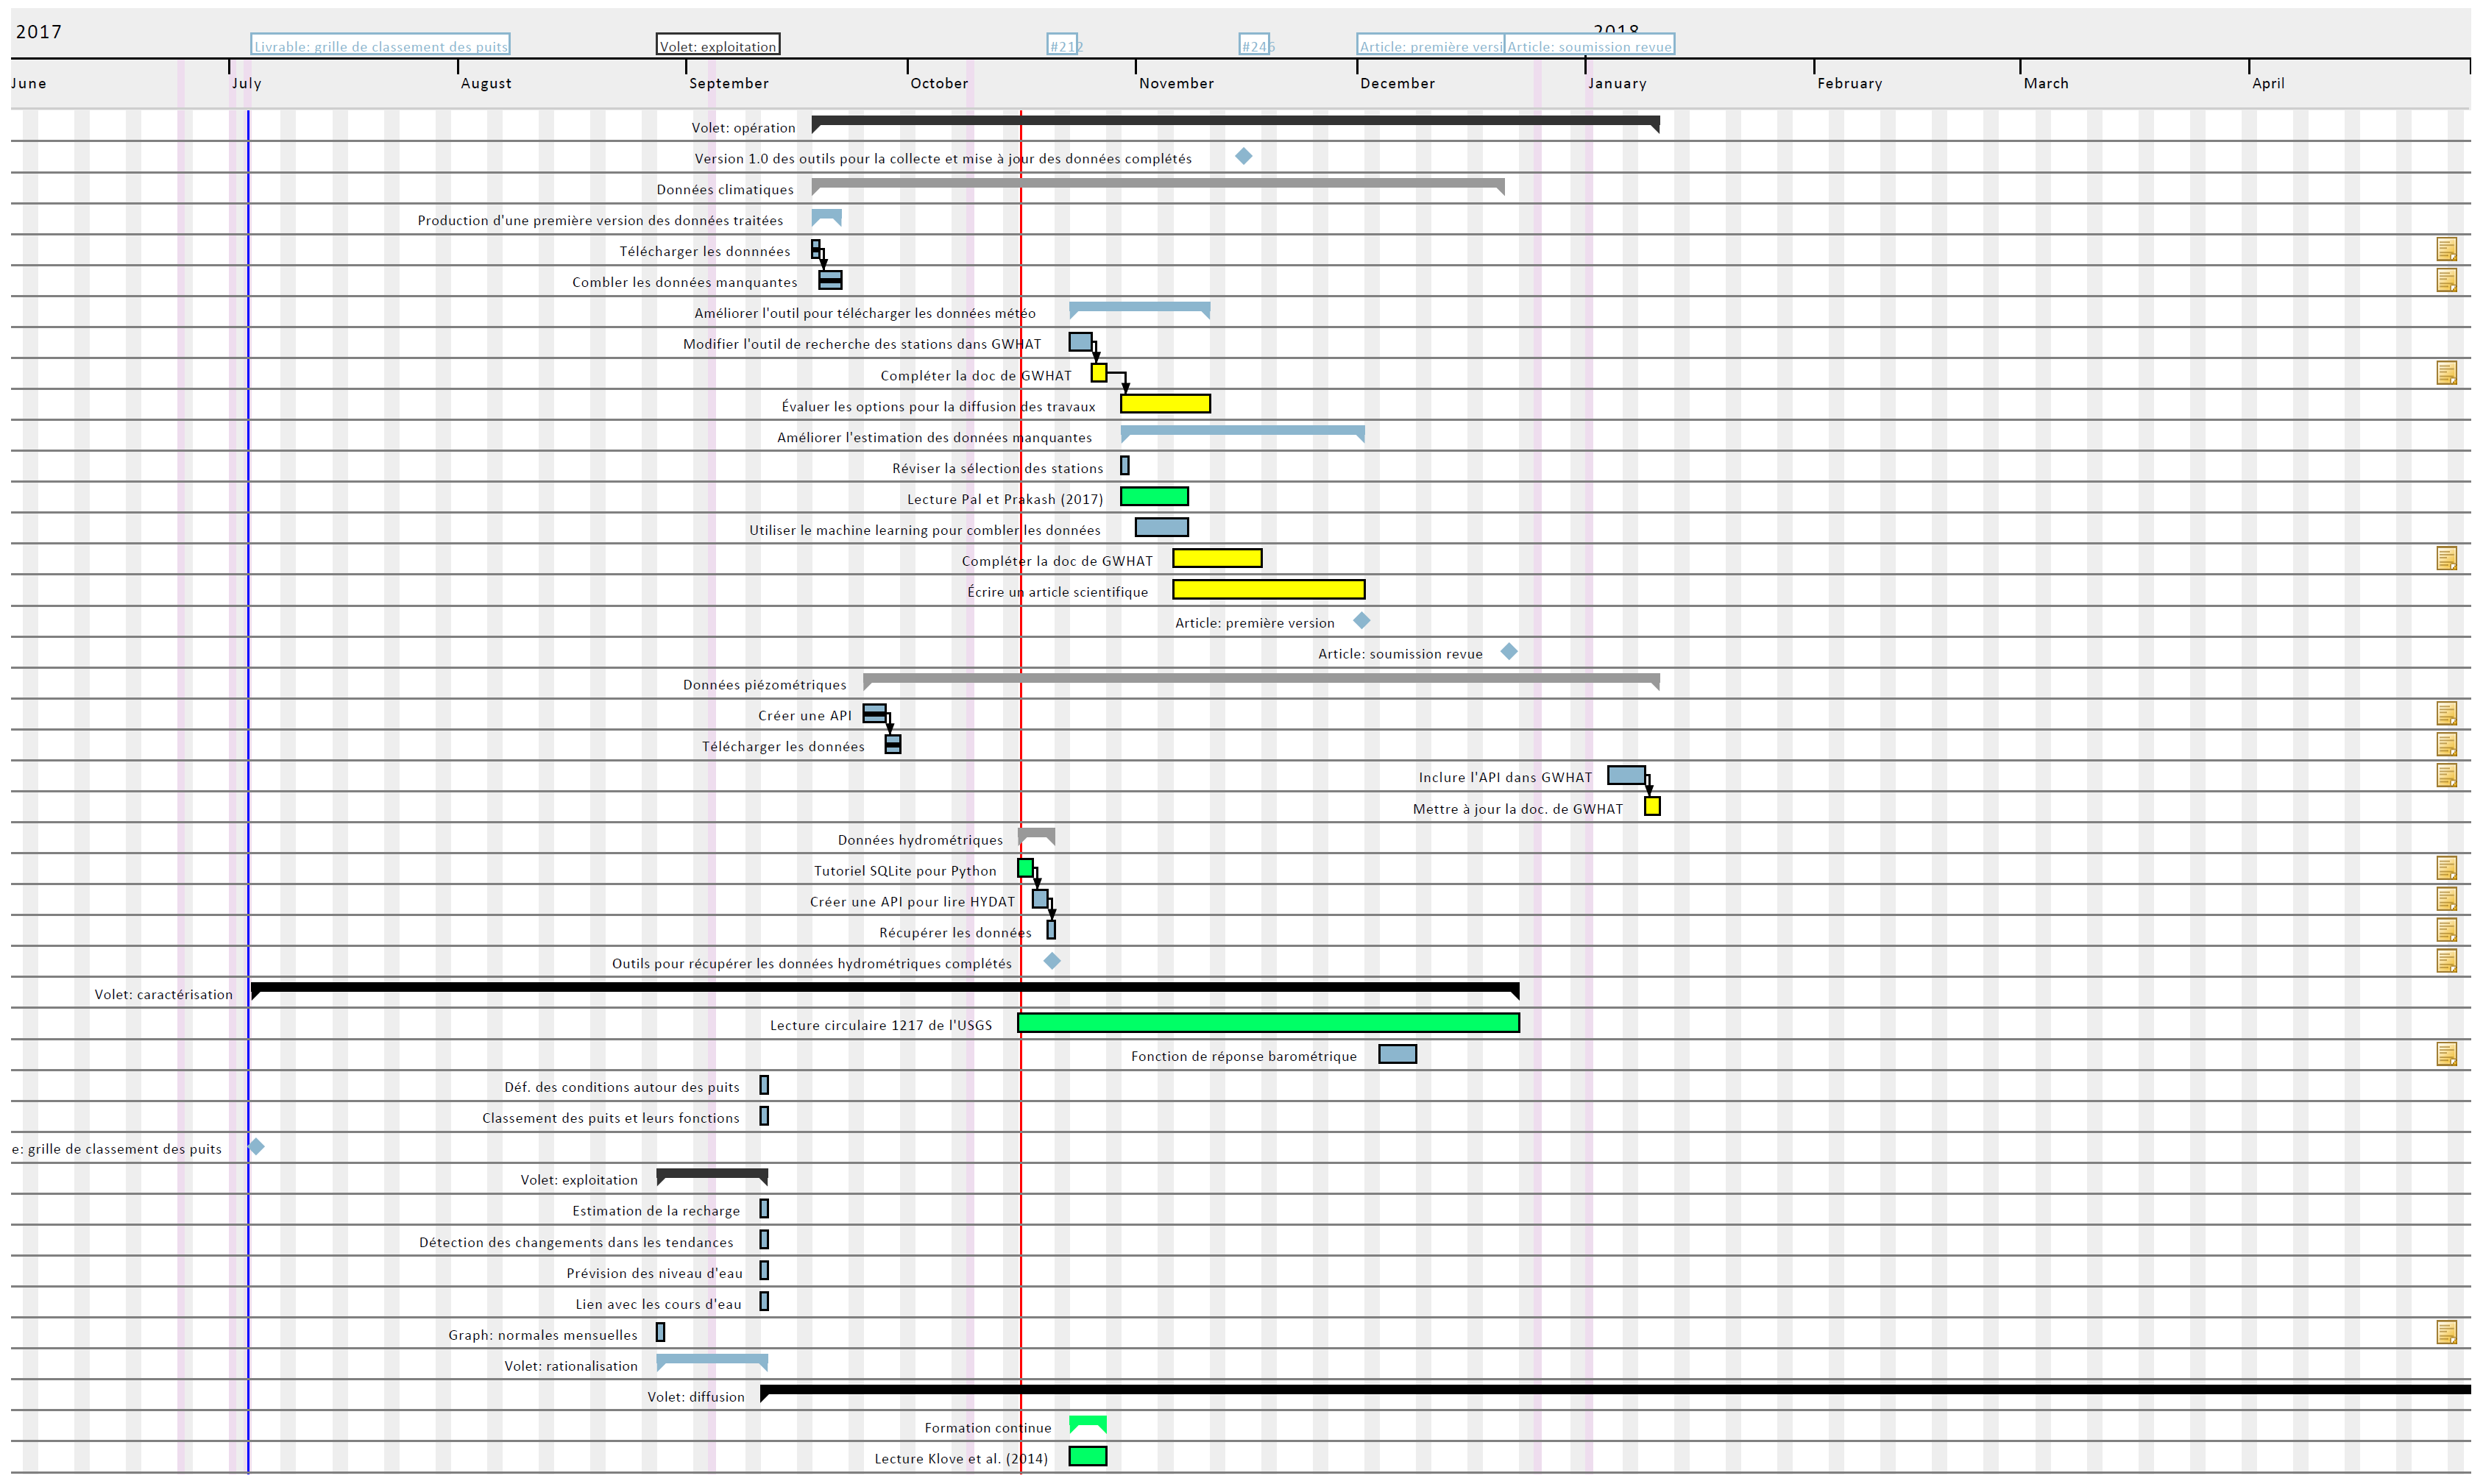 2017
2018
Livrable: grille de classement des puits
Volet: exploitation
#212
#246
Article: première versi
Article: soumission revue
June
July
August
September
October
November
December
January
February
March
April
Volet: opération
Version 1.0 des outils pour la collecte et mise à jour des données complétés
Données climatiques
Production d'une première version des données traitées
Télécharger les donnnées
Combler les données manquantes
Améliorer l'outil pour télécharger les données météo
Modifier l'outil de recherche des stations dans GWHAT
Compléter la doc de GWHAT
Évaluer les options pour la diffusion des travaux
Améliorer l'estimation des données manquantes
Réviser la sélection des stations
Lecture Pal et Prakash (2017)
Utiliser le machine learning pour combler les données
Compléter la doc de GWHAT
Écrire un article scientifique
Article: première version
Article: soumission revue
Données piézométriques
Créer une API
Télécharger les données
Inclure l'API dans GWHAT
Mettre à jour la doc. de GWHAT
Données hydrométriques
Tutoriel SQLite pour Python
Créer une API pour lire HYDAT
Récupérer les données
Outils pour récupérer les données hydrométriques complétés
Volet: caractérisation
Lecture circulaire 1217 de l'USGS
Fonction de réponse barométrique
Déf. des conditions autour des puits
Classement des puits et leurs fonctions
e: grille de classement des puits
Volet: exploitation
Estimation de la recharge
Détection des changements dans les tendances
Prévision des niveau d'eau
Lien avec les cours d'eau
Graph: normales mensuelles
Volet: rationalisation
Volet: diffusion
Formation continue
Lecture Klove et al. (2014)